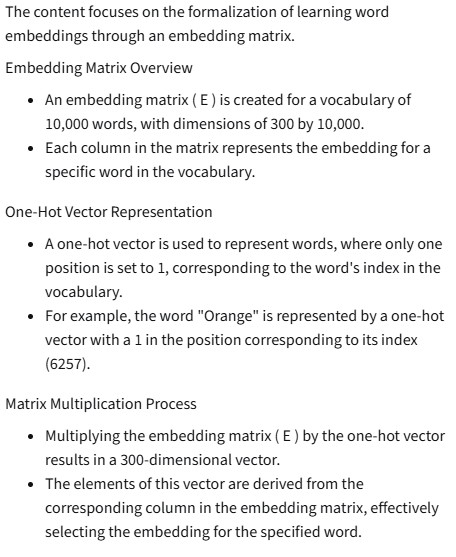 The content focuses on the formalization of learning word
embeddings through an embedding matrix.
Embedding Matrix Overview
• An embedding matrix ( E ) is created for a vocabulary of
10,000 words, with dimensions of 300 by 10,000.
• Each column in the matrix represents the embedding for a
specific word in the vocabulary.
One-Hot Vector Representation
• A one-hot vector is used to represent words, where only one
position is set to 1, corresponding to the word's index in the
vocabulary.
• For example, the word "Orange" is represented by a one-hot
vector with a 1 in the position corresponding to its index
(6257).
Matrix Multiplication Process
• Multiplying the embedding matrix ( E ) by the one-hot vector
results in a 300-dimensional vector.
• The elements of this vector are derived from the
corresponding column in the embedding matrix, effectively
selecting the embedding for the specified word.